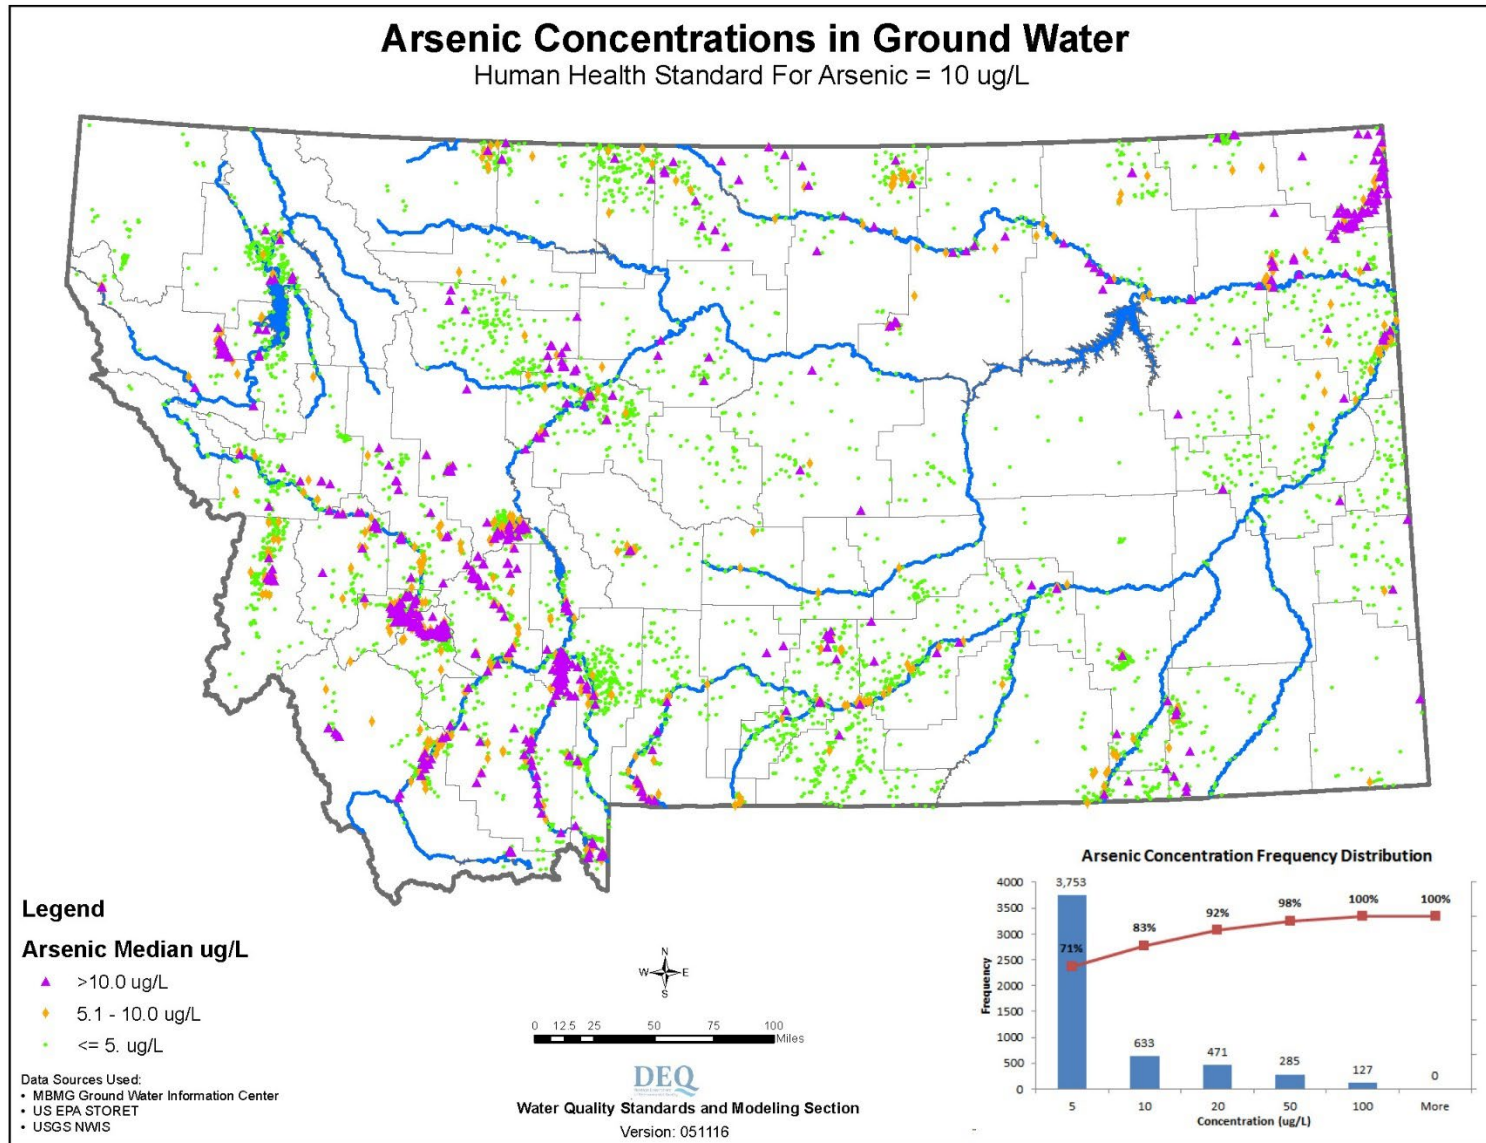 Arsenic Concentrations in Ground Water
Human Health Standard For Arsenic = 10 ug/L
Legend
Arsenic Median ug/L
>10.0 ug/L
5.1 - 10.0 ug/L
<= 5. ug/L
Data Sources Used:
• MBMG Ground Water Information Center
• US EPA STORET
• USGS NWIS
N
W E
S
0 12.5 25 50 75 100
Miles
DEQ
Water Quality Standards and Modeling Section
Version: 051116
Arsenic Concentration Frequency Distribution
Frequency
4000
3500
3000
2500
2000
1500
1000
500
0
3,753
633
471
285
127
0
71%
83%
92%
98%
100%
100%
5 10 20 50 100 More
Concentration (ug/L)